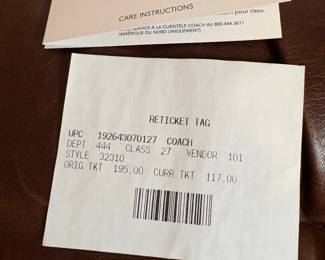 CARE INSTRUCTIONS
SERVICE À LA CLIENTÈLE COACH AU 800.444.3611
(AMÉRIQUE DU NORD UNIQUEMENT)
RETICKET TAG
UPC 192643070127 COACH
DEPT 444 CLASS 27 VENDOR 101
STYLE 32310
ORIG TKT 195.00 CURR TKT 117.00